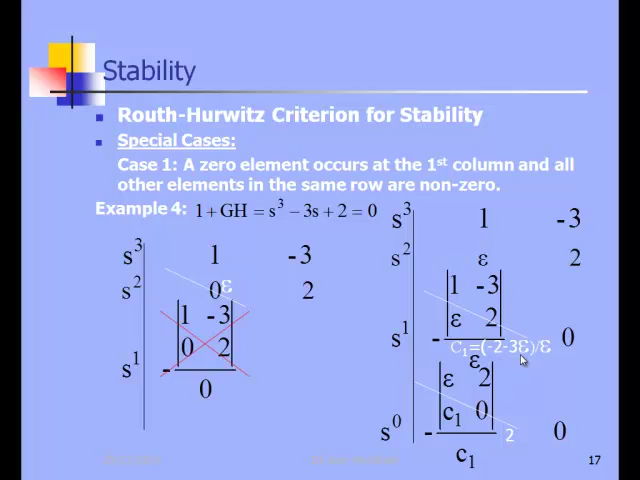 Stability
Routh-Hurwitz Criterion for Stability
Special Cases:
Case 1: A zero element occurs at the 1st column and all
other elements in the same row are non-zero.
Example 4: 1 + GH = s³ − 3s + 2 = 0
s³ 1 -3
s² 0 ε 2
|1 -3|
|0 2|
s¹ -
0
s³ 1 -3
s² ε 2
|1 -3|
|ε 2|
s¹ - C₁=(-2-3ε)/ε 0
ε
|ε 2|
|c₁ 0|
s⁰ - 2 0
c₁
17